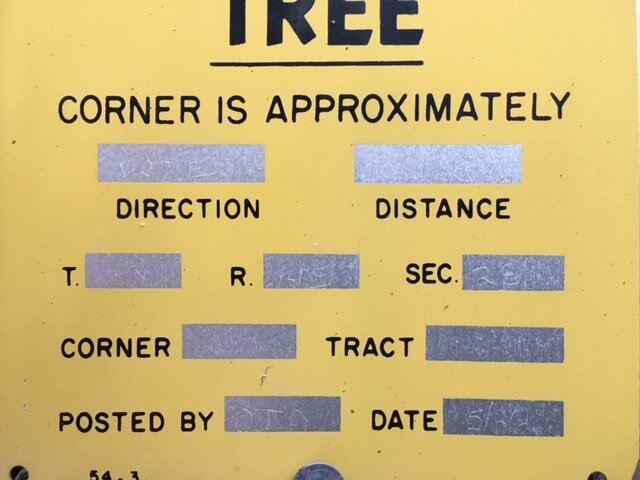 TREE
CORNER IS APPROXIMATELY
DIRECTION DISTANCE
T. R. SEC.
CORNER TRACT
POSTED BY DATE
54-3